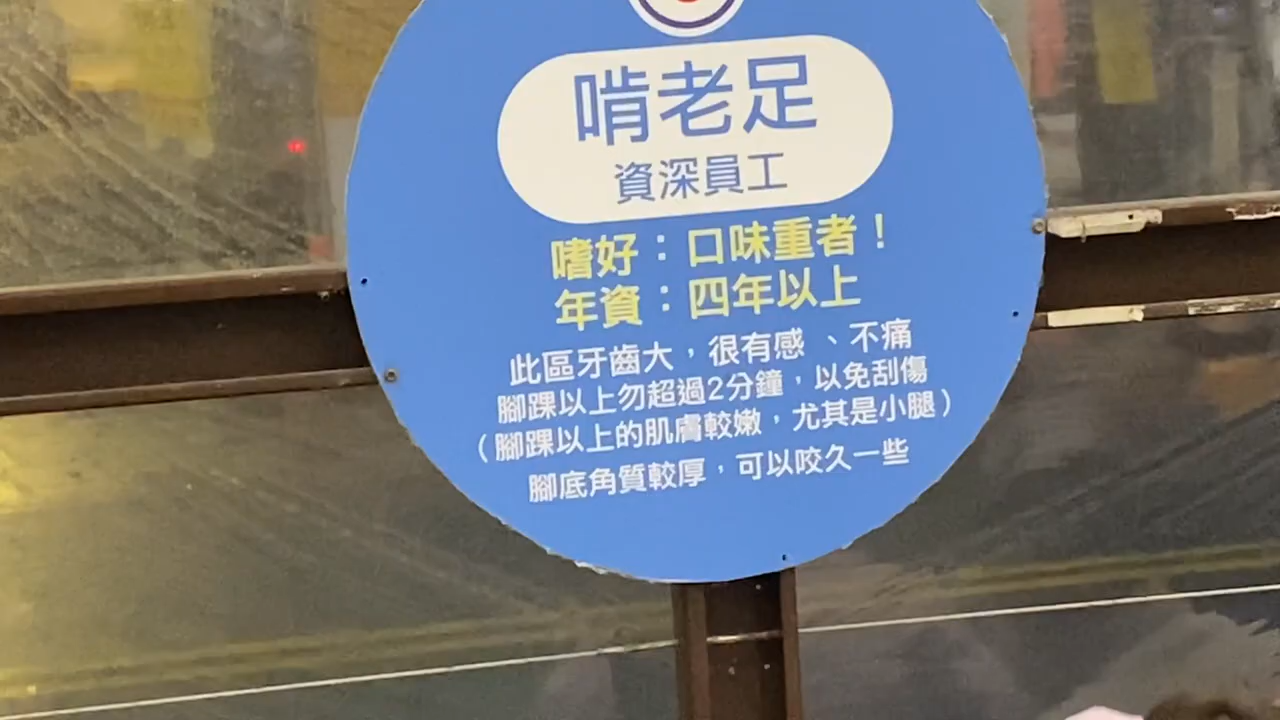 啃老足
資深員工
嗜好：口味重者！
年資：四年以上
此區牙齒大，很有感 、不痛
腳踝以上勿超過2分鐘，以免刮傷
（腳踝以上的肌膚較嫩，尤其是小腿）
腳底角質較厚，可以咬久一些